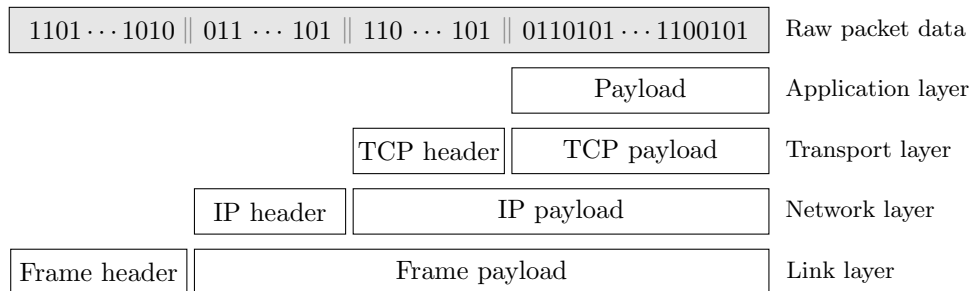 1101 ··· 1010 || 011 ··· 101 || 110 ··· 101 || 0110101 ··· 1100101 Raw packet data
Payload Application layer
TCP header TCP payload Transport layer
IP header IP payload Network layer
Frame header Frame payload Link layer